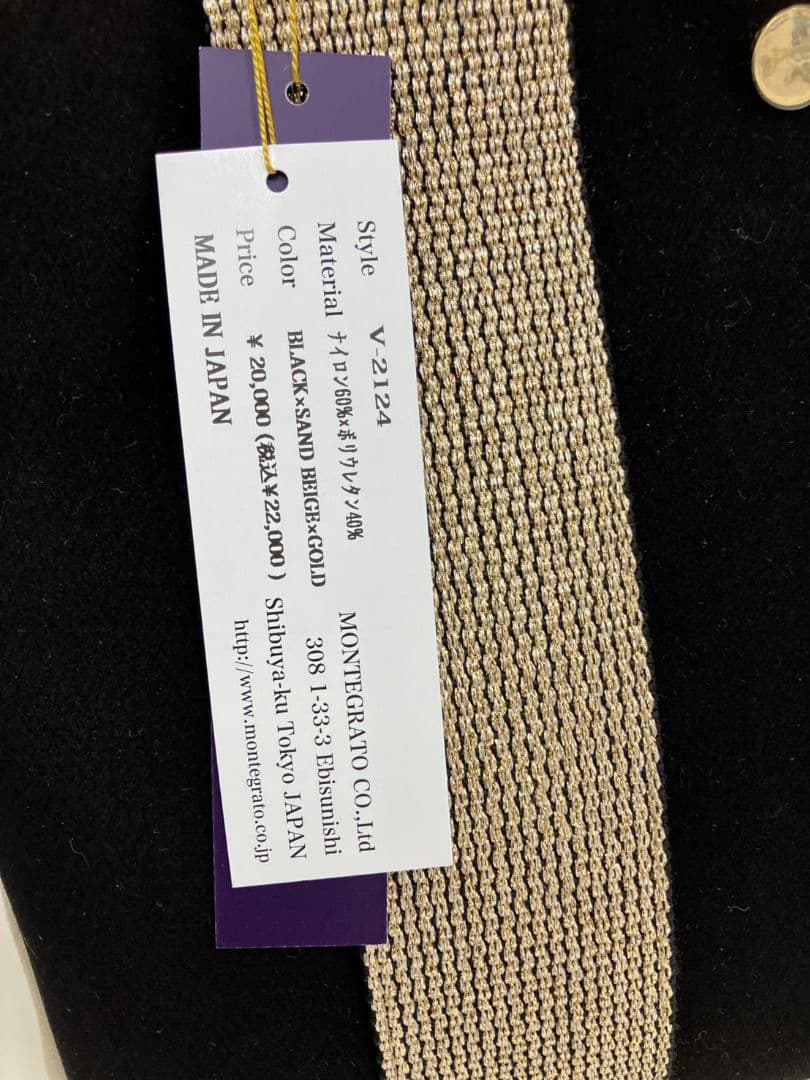 Style V-2124
Material ナイロン60%×ポリウレタン40%
Color BLACK×SAND BEIGE×GOLD
Price ¥ 20,000 (税込¥22,000)
MADE IN JAPAN
MONTEGRATO CO.,Ltd
308 1-33-3 Ebisunishi
Shibuya-ku Tokyo JAPAN
http://www.montegrato.co.jp